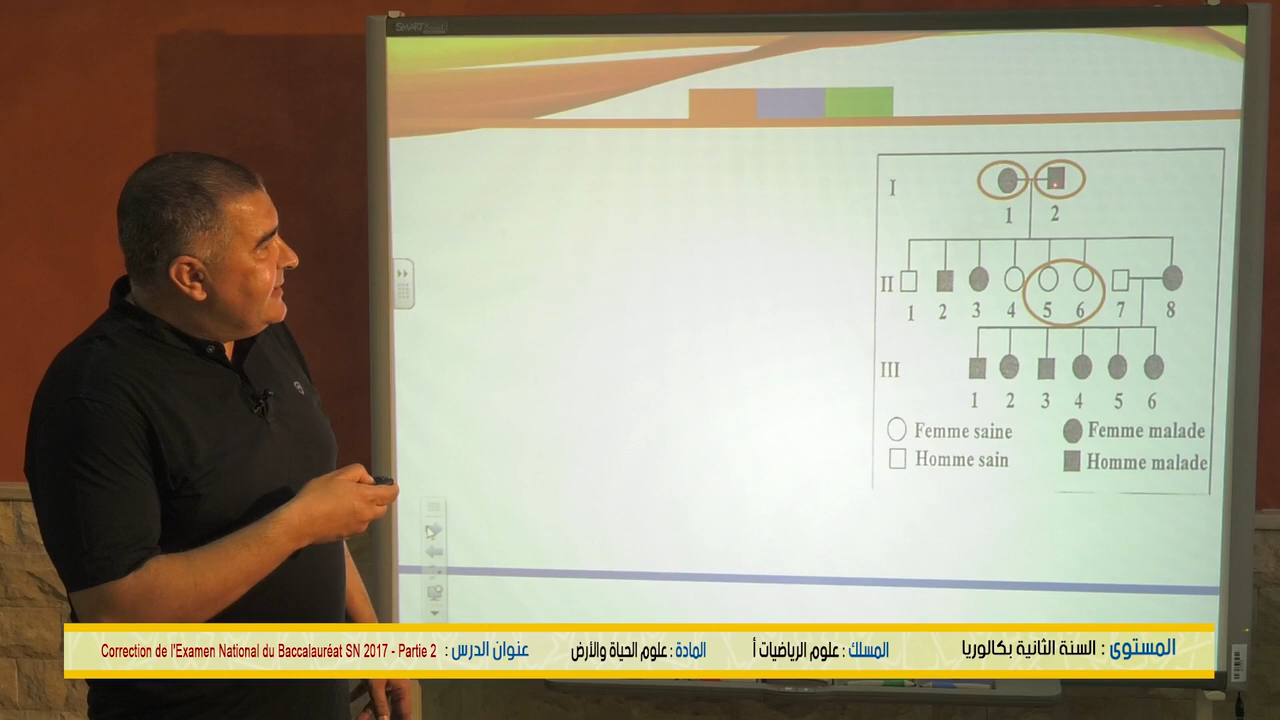 SMART
I
1 2
II
1 2 3 4 5 6 7 8
III
1 2 3 4 5 6
Femme saine
Femme malade
Homme sain
Homme malade
المستوى : السنة الثانية بكالوريا
المسلك : علوم الرياضيات أ
المادة : علوم الحياة والأرض
عنوان الدرس : Correction de l'Examen National du Baccalauréat SN 2017 - Partie 2